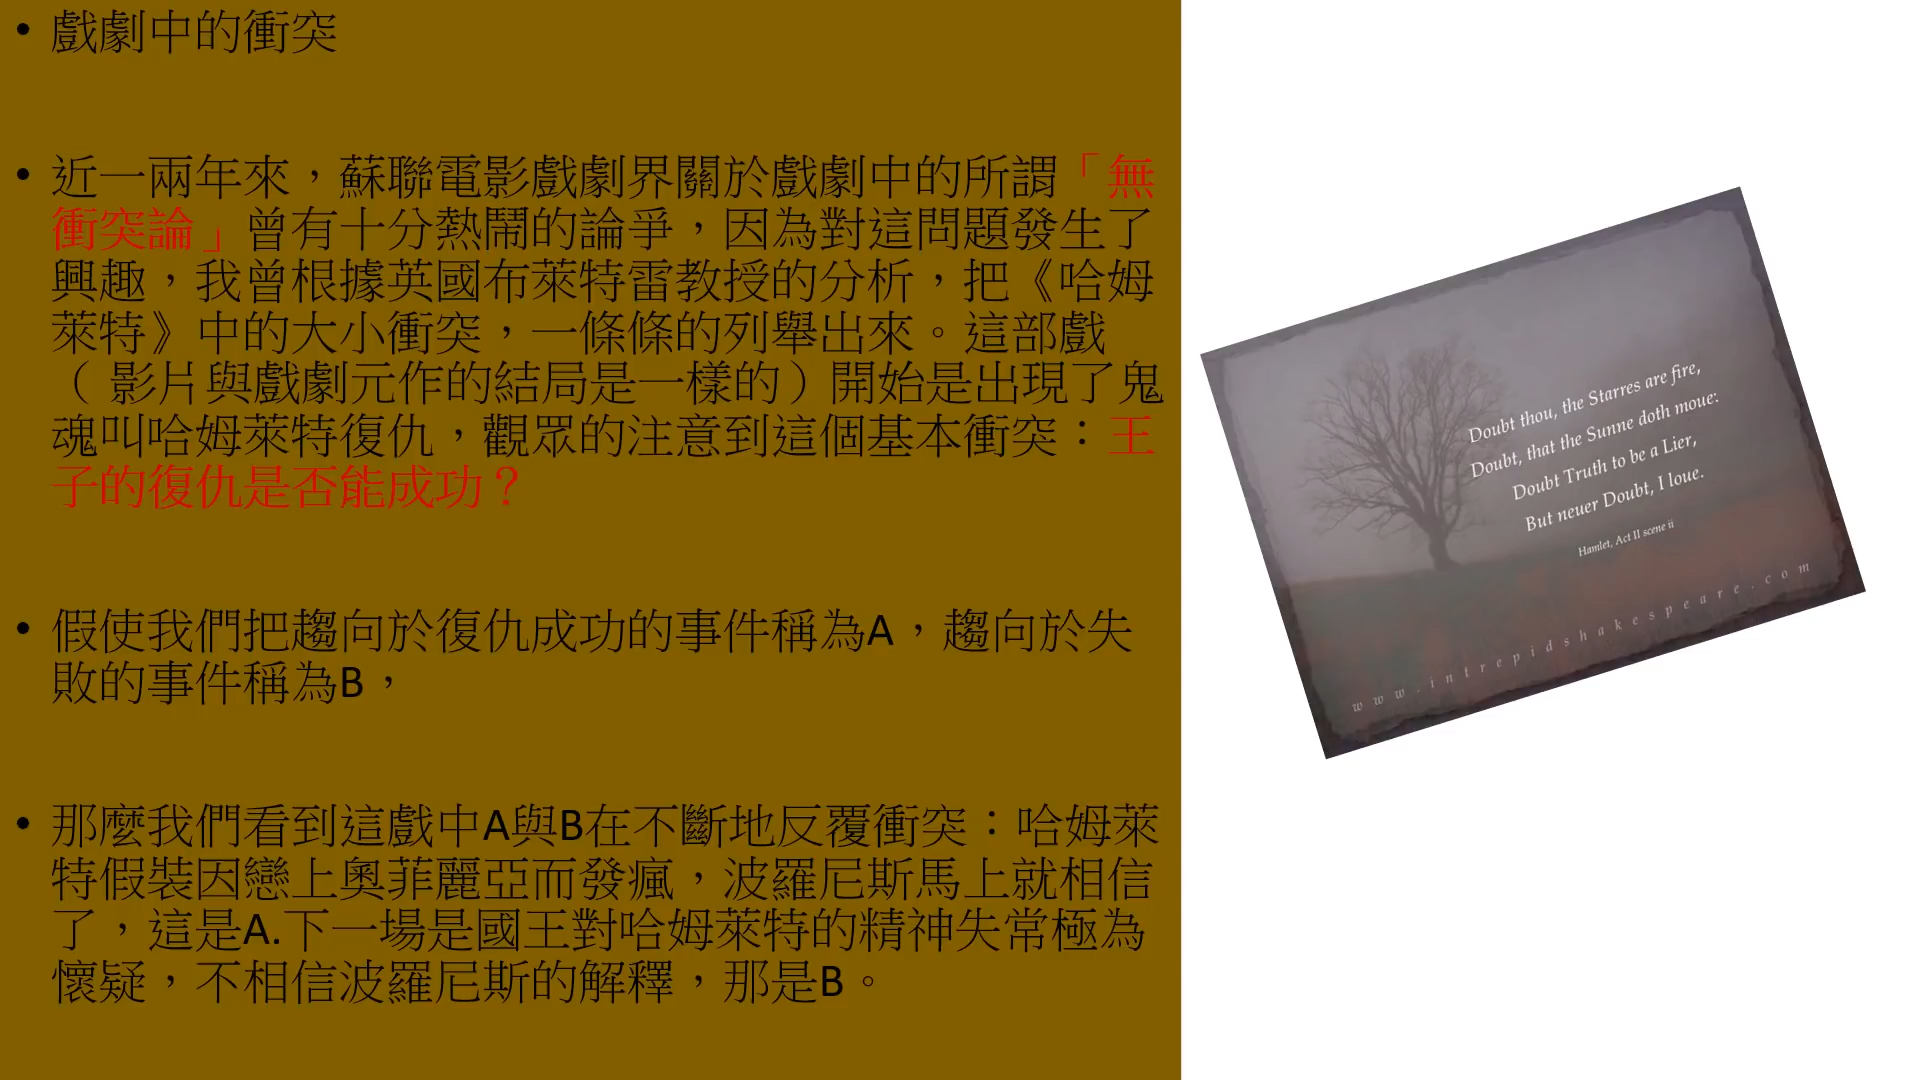 • 戲劇中的衝突
• 近一兩年來，蘇聯電影戲劇界關於戲劇中的所謂「無
衝突論」曾有十分熱鬧的論爭，因為對這問題發生了
興趣，我曾根據英國布萊特雷教授的分析，把《哈姆
萊特》中的大小衝突，一條條的列舉出來。這部戲
（ 影片與戲劇元作的結局是一樣的）開始是出現了鬼
魂叫哈姆萊特復仇，觀眾的注意到這個基本衝突：王
子的復仇是否能成功？
• 假使我們把趨向於復仇成功的事件稱為A，趨向於失
敗的事件稱為B，
• 那麼我們看到這戲中A與B在不斷地反覆衝突：哈姆萊
特假裝因戀上奧菲麗亞而發瘋，波羅尼斯馬上就相信
了，這是A.下一場是國王對哈姆萊特的精神失常極為
懷疑，不相信波羅尼斯的解釋，那是B。
Doubt thou, the Starres are fire,
Doubt, that the Sunne doth moue:
Doubt Truth to be a Lier,
But neuer Doubt, I loue.
Hamlet, Act II scene ii
www.intrepidshakespeare.com